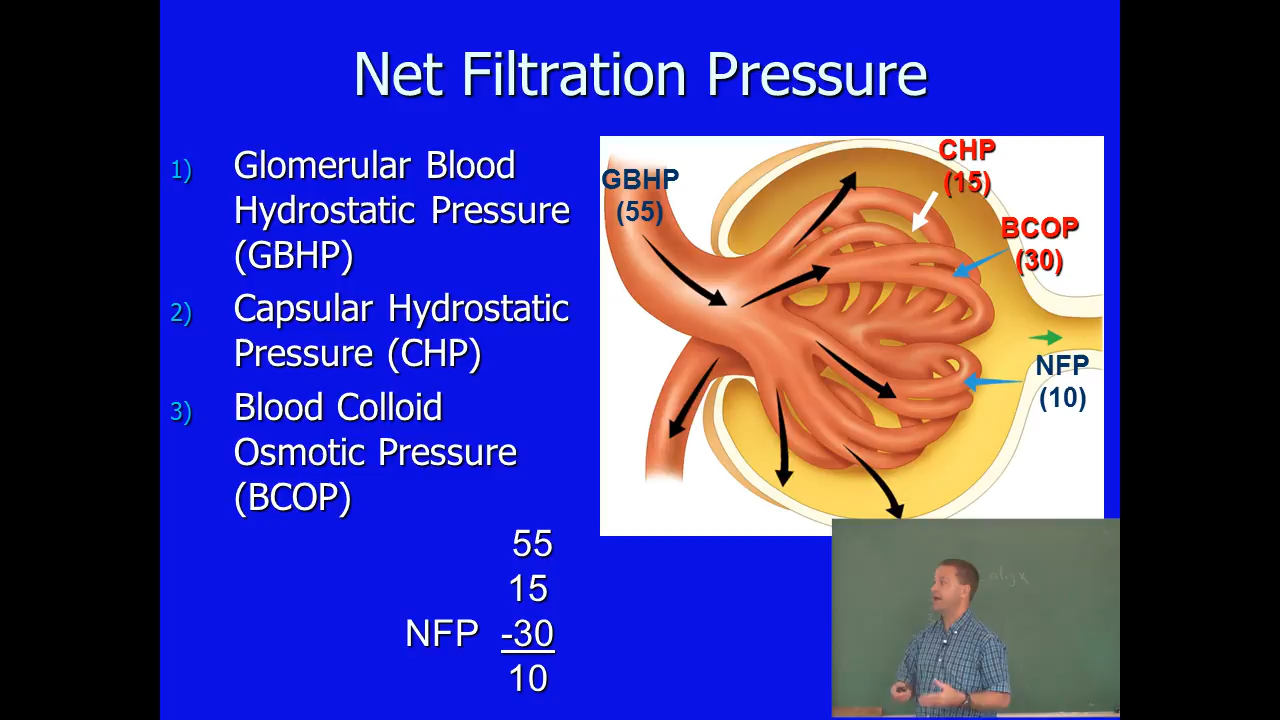 Net Filtration Pressure
1) Glomerular Blood
Hydrostatic Pressure
(GBHP)
2) Capsular Hydrostatic
Pressure (CHP)
3) Blood Colloid
Osmotic Pressure
(BCOP)
55
15
NFP -30
10
GBHP
(55)
CHP
(15)
BCOP
(30)
NFP
(10)